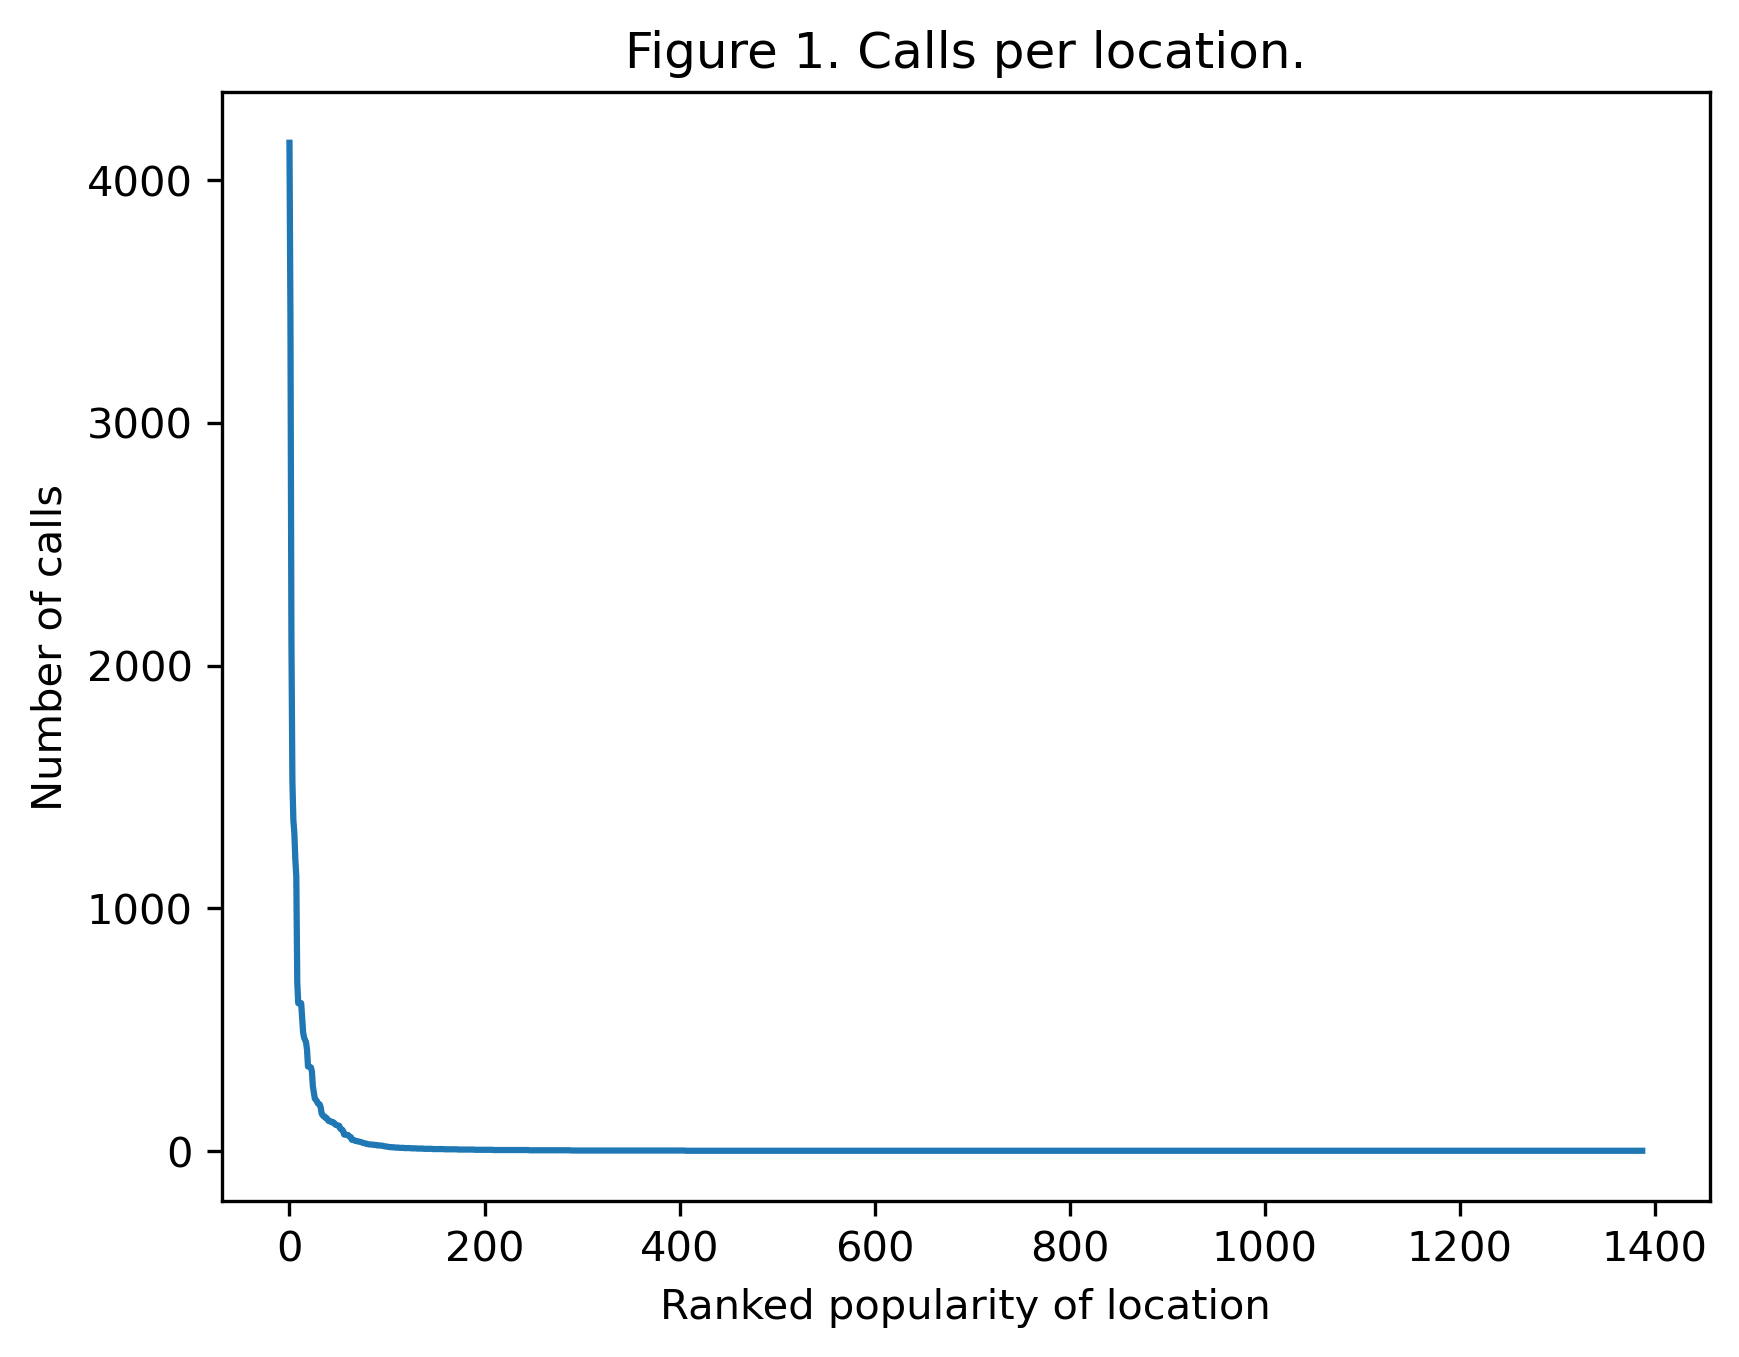 Figure 1. Calls per location.
Number of calls
4000
3000
2000
1000
0
0 200 400 600 800 1000 1200 1400
Ranked popularity of location